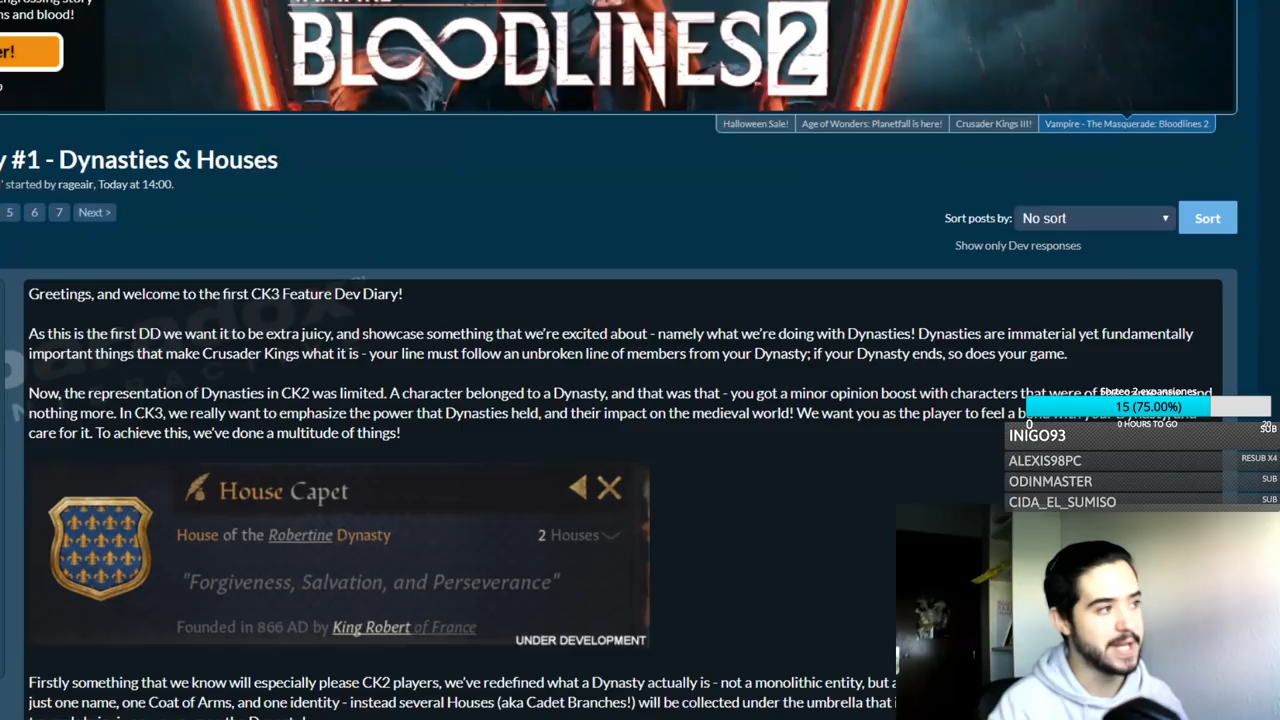 engrossing story
ns and blood!
er!
BLOODLINES 2
Halloween Sale!
Age of Wonders: Planetfall is here!
Crusader Kings III!
Vampire - The Masquerade: Bloodlines 2
y #1 - Dynasties & Houses
' started by rageair, Today at 14:00.
5 6 7 Next >
Sort posts by: No sort Sort
Show only Dev responses
Greetings, and welcome to the first CK3 Feature Dev Diary!
As this is the first DD we want it to be extra juicy, and showcase something that we're excited about - namely what we're doing with Dynasties! Dynasties are immaterial yet fundamentally
important things that make Crusader Kings what it is - your line must follow an unbroken line of members from your Dynasty; if your Dynasty ends, so does your game.
Now, the representation of Dynasties in CK2 was limited. A character belonged to a Dynasty, and that was that - you got a minor opinion boost with characters that were of
nothing more. In CK3, we really want to emphasize the power that Dynasties held, and their impact on the medieval world! We want you as the player to feel a
care for it. To achieve this, we've done a multitude of things!
2 expansiones
15 (75.00%)
0 0 HOURS TO GO 20
INIGO93 SUB
ALEXIS98PC RESUB X4
ODINMASTER SUB
CIDA_EL_SUMISO SUB
House Capet
House of the Robertine Dynasty
2 Houses
"Forgiveness, Salvation, and Perseverance"
Founded in 866 AD by King Robert of France
UNDER DEVELOPMENT
Firstly something that we know will especially please CK2 players, we've redefined what a Dynasty actually is - not a monolithic entity, but a
just one name, one Coat of Arms, and one identity - instead several Houses (aka Cadet Branches!) will be collected under the umbrella that i